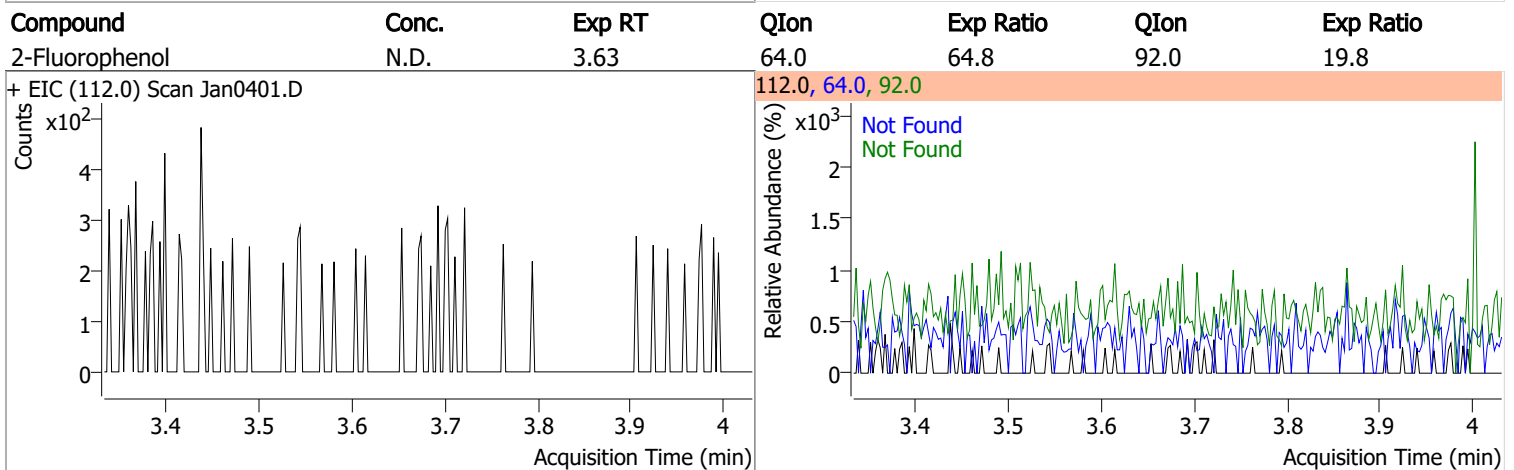 Compound Conc. Exp RT QIon Exp Ratio QIon Exp Ratio
2-Fluorophenol N.D. 3.63 64.0 64.8 92.0 19.8
+ EIC (112.0) Scan Jan0401.D
Counts
x10²
4
3
2
1
0
3.4 3.5 3.6 3.7 3.8 3.9 4
Acquisition Time (min)
112.0, 64.0, 92.0
Relative Abundance (%)
x10³
Not Found
Not Found
2
1.5
1
0.5
0
3.4 3.5 3.6 3.7 3.8 3.9 4
Acquisition Time (min)